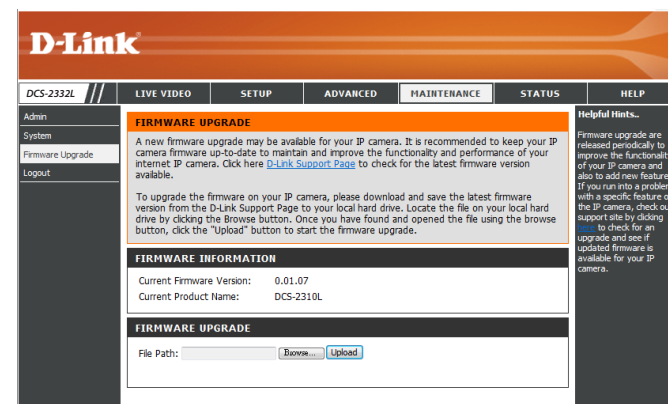 D-Link
DCS-2332L
LIVE VIDEO
SETUP
ADVANCED
MAINTENANCE
STATUS
HELP
Admin
System
Firmware Upgrade
Logout
FIRMWARE UPGRADE
A new firmware upgrade may be available for your IP camera. It is recommended to keep your IP
camera firmware up-to-date to maintain and improve the functionality and performance of your
internet IP camera. Click here D-Link Support Page to check for the latest firmware version
available.
To upgrade the firmware on your IP camera, please download and save the latest firmware
version from the D-Link Support Page to your local hard drive. Locate the file on your local hard
drive by clicking the Browse button. Once you have found and opened the file using the browse
button, click the "Upload" button to start the firmware upgrade.
FIRMWARE INFORMATION
Current Firmware Version: 0.01.07
Current Product Name: DCS-2310L
FIRMWARE UPGRADE
File Path: Browse... Upload
Helpful Hints..
Firmware upgrade are
released periodically to
improve the functionalit
of your IP camera and
also to add new feature
If you run into a problem
with a specific feature o
the IP camera, check ou
support site by clicking
here to check for an
upgrade and see if
updated firmware is
available for your IP
camera.